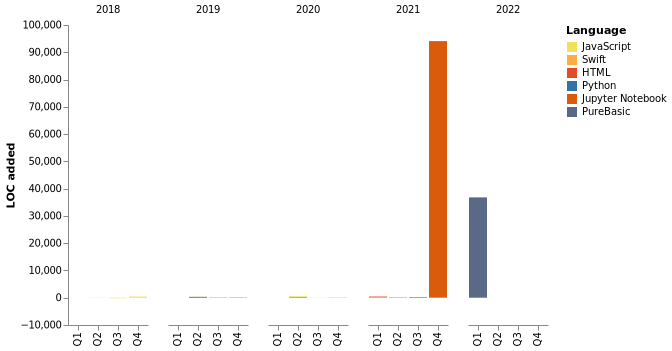 2018 2019 2020 2021 2022
100,000
90,000
80,000
70,000
60,000
50,000
40,000
30,000
20,000
10,000
0
−10,000
LOC added
Q1 Q2 Q3 Q4 Q1 Q2 Q3 Q4 Q1 Q2 Q3 Q4 Q1 Q2 Q3 Q4 Q1 Q2 Q3 Q4
Language
JavaScript
Swift
HTML
Python
Jupyter Notebook
PureBasic